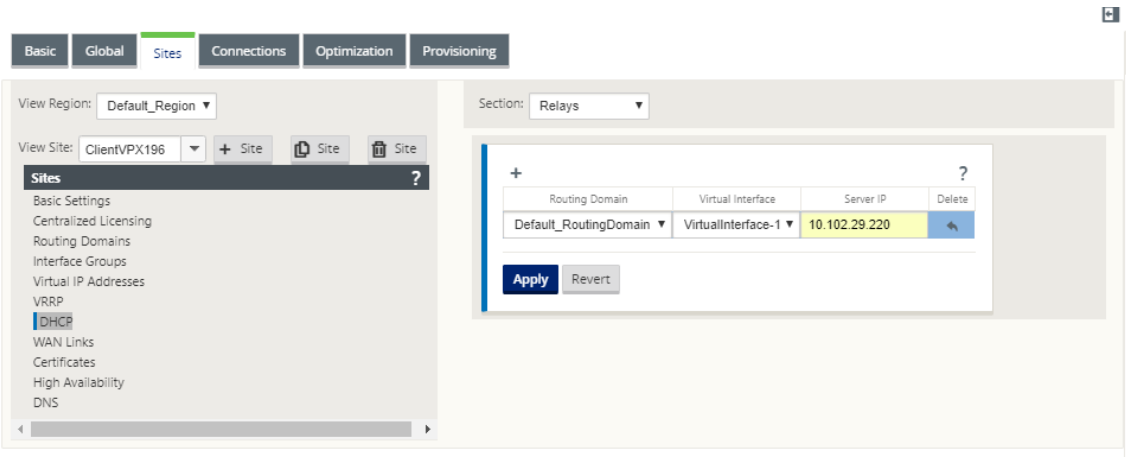 Basic Global Sites Connections Optimization Provisioning
View Region: Default_Region
Section: Relays
View Site: ClientVPX196 + Site Site Site
Sites ?
Basic Settings
Centralized Licensing
Routing Domains
Interface Groups
Virtual IP Addresses
VRRP
DHCP
WAN Links
Certificates
High Availability
DNS
+ ?
Routing Domain Virtual Interface Server IP Delete
Default_RoutingDomain VirtualInterface-1 10.102.29.220
Apply Revert